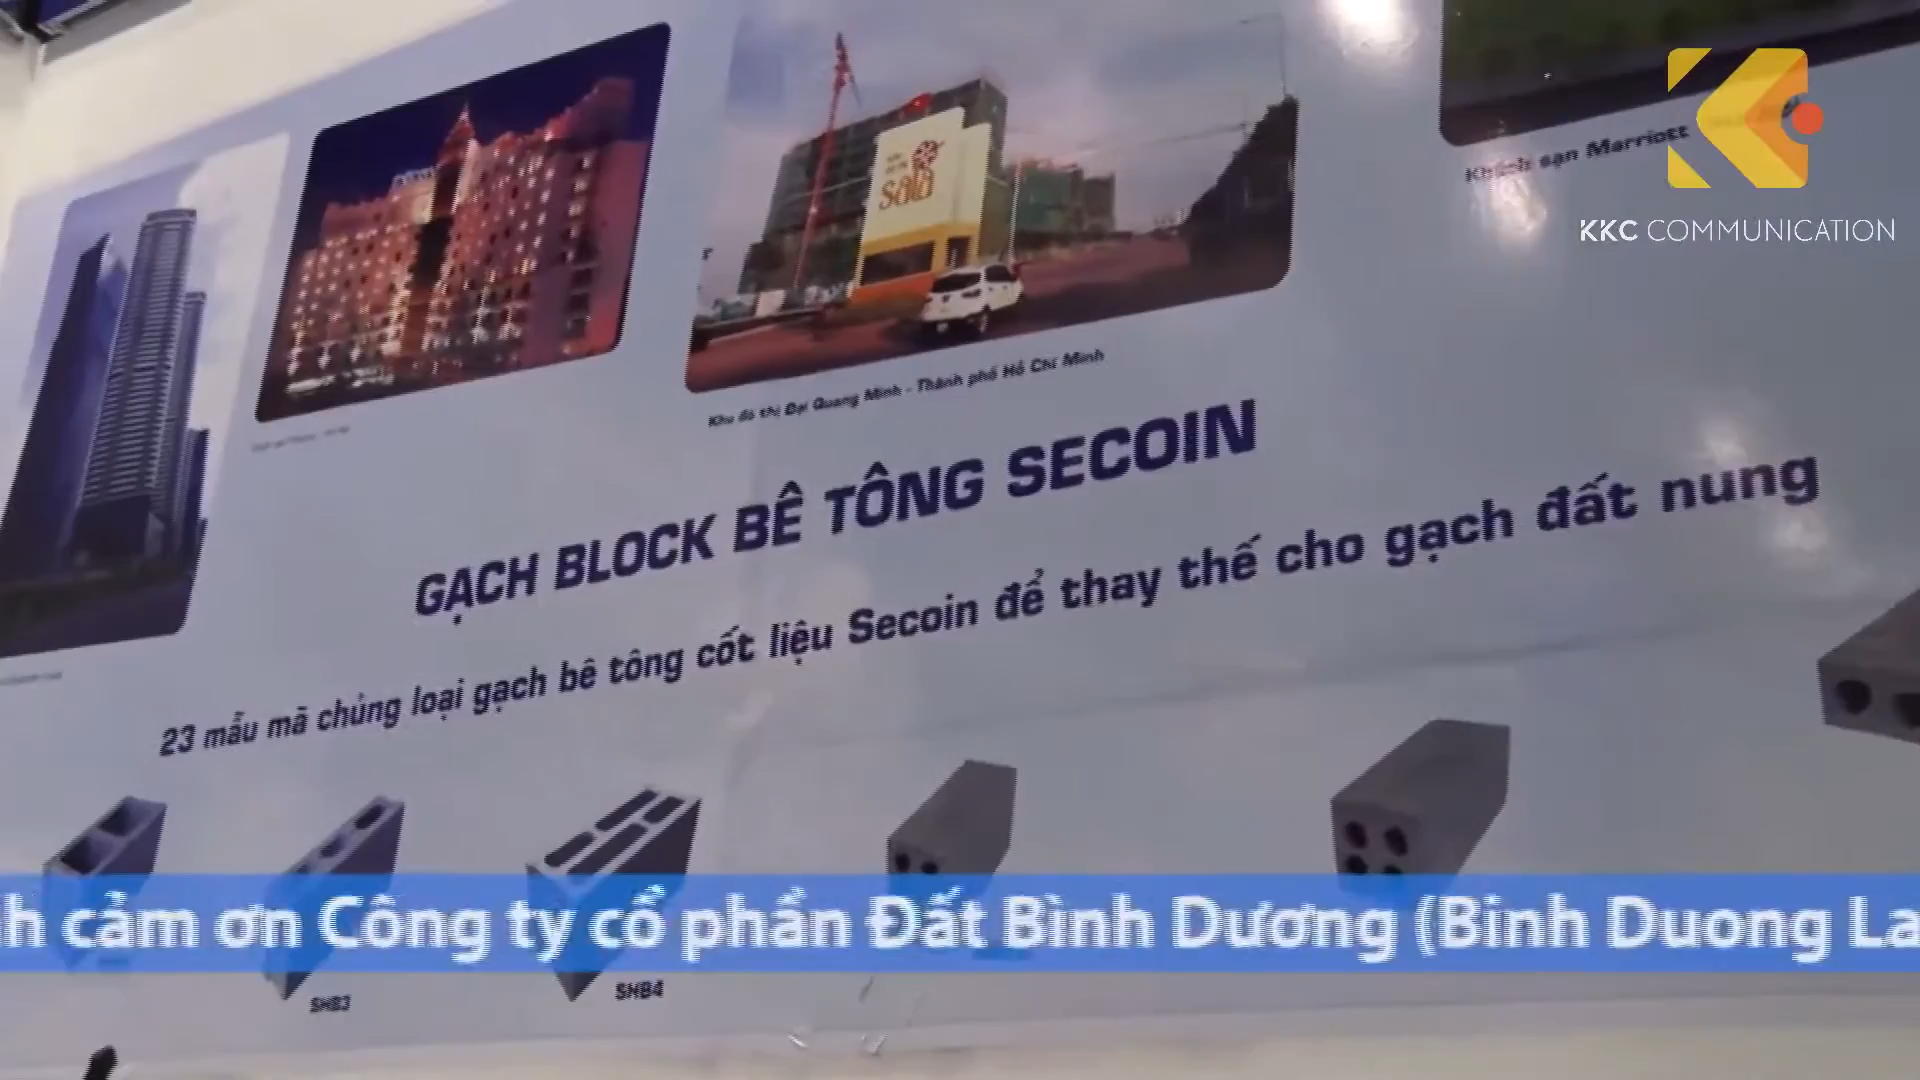 Khách sạn Marriott
KKC COMMUNICATION
sala
Khu đô thị Đại Quang Minh - Thành phố Hồ Chí Minh
GẠCH BLOCK BÊ TÔNG SECOIN
23 mẫu mã chủng loại gạch bê tông cốt liệu Secoin để thay thế cho gạch đất nung
cảm ơn Công ty cổ phần Đất Bình Dương (Binh Duong La
SHB3
SHB4